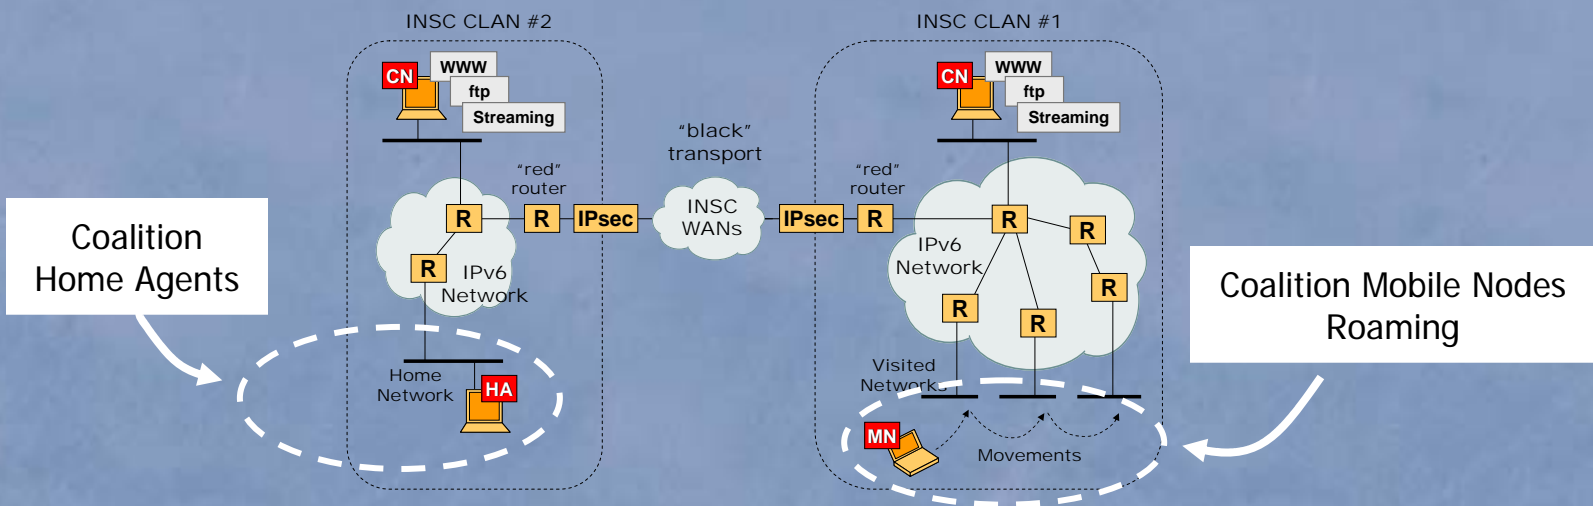 INSC CLAN #2
INSC CLAN #1
CN
WWW
ftp
Streaming
CN
WWW
ftp
Streaming
"black"
transport
"red"
router
"red"
router
Coalition
Home Agents
R
R
IPsec
INSC
WANs
IPsec
R
R
R
IPv6
Network
R
IPv6
Network
R
R
R
Coalition Mobile Nodes
Roaming
Home
Network
HA
Visited
Networks
MN
Movements